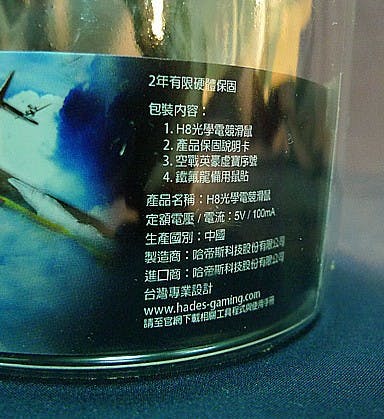 2年有限硬體保固
包裝內容：
1. H8光學電競滑鼠
2. 產品保固說明卡
3. 空戰英豪虛寶序號
4. 鐵氟龍備用鼠貼
產品名稱：H8光學電競滑鼠
定額電壓 / 電流：5V / 100mA
生產國別：中國
製造商：哈帝斯科技股份有限公司
進口商：哈帝斯科技股份有限公司
台灣專業設計
www.hades-gaming.com
請至官網下載相關工具程式與使用手冊